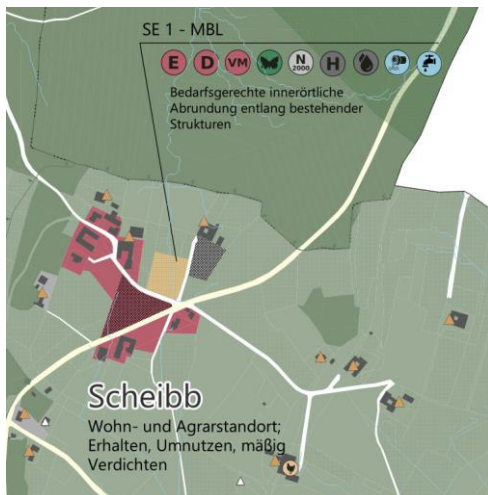 SE 1 - MBL
E D VM N 2000 H
Bedarfsgerechte innerörtliche
Abrundung entlang bestehender
Strukturen
Scheibb
Wohn- und Agrarstandort;
Erhalten, Umnutzen, mäßig
Verdichten